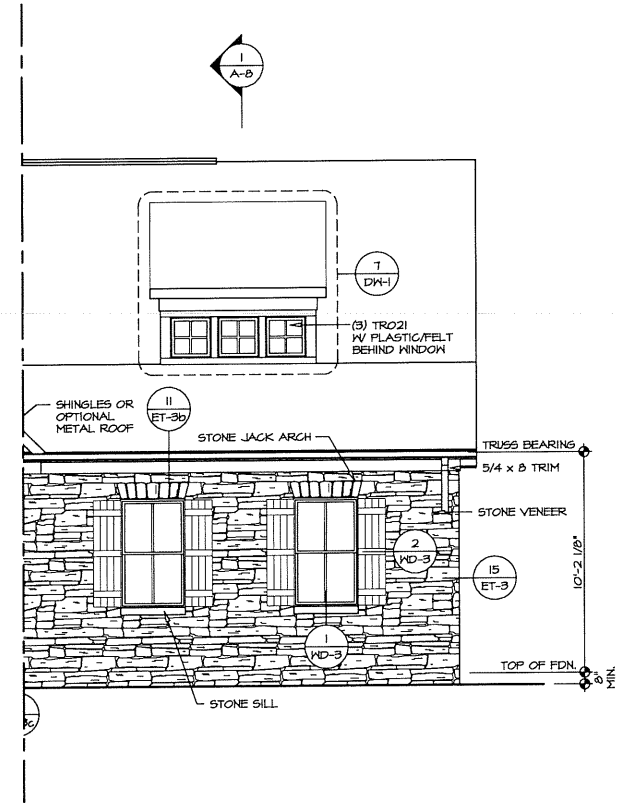 1
A-8
7
DW-1
(3) TR021
W/ PLASTIC/FELT
BEHIND WINDOW
SHINGLES OR
OPTIONAL
METAL ROOF
11
ET-3b
STONE JACK ARCH
TRUSS BEARING
5/4 x 8 TRIM
STONE VENEER
2
WD-3
15
ET-3
10'-2 1/8"
1
WD-3
TOP OF FDN.
8"
MIN.
STONE SILL